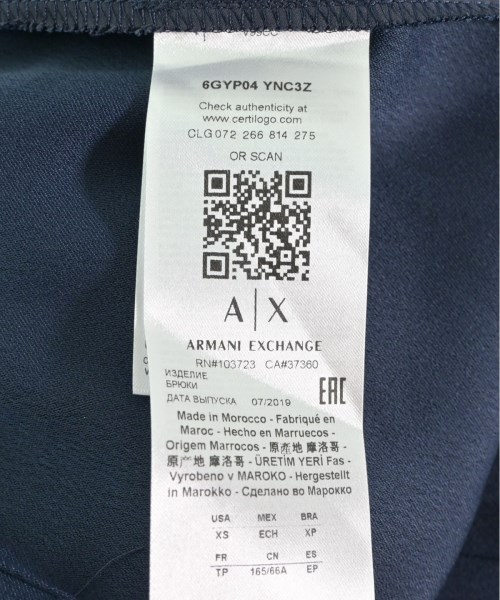 6GYP04 YNC3Z
Check authenticity at
www.certilogo.com
CLG 072 266 814 275
OR SCAN
A|X
ARMANI EXCHANGE
RN#103723 CA#37360
ИЗДЕЛИЕ
БРЮКИ
ДАТА ВЫПУСКА 07/2019
EAC
Made in Morocco - Fabriqué en
Maroc - Hecho en Marruecos -
Origem Marrocos - 原産地 摩洛哥 -
原产地 摩洛哥 - ÜRETİM YERİ Fas -
Vyrobeno v MAROKO - Hergestellt
in Marokko - Сделано во Марокко
USA MEX BRA
XS ECH XP
FR CN ES
TP 165/66A EP